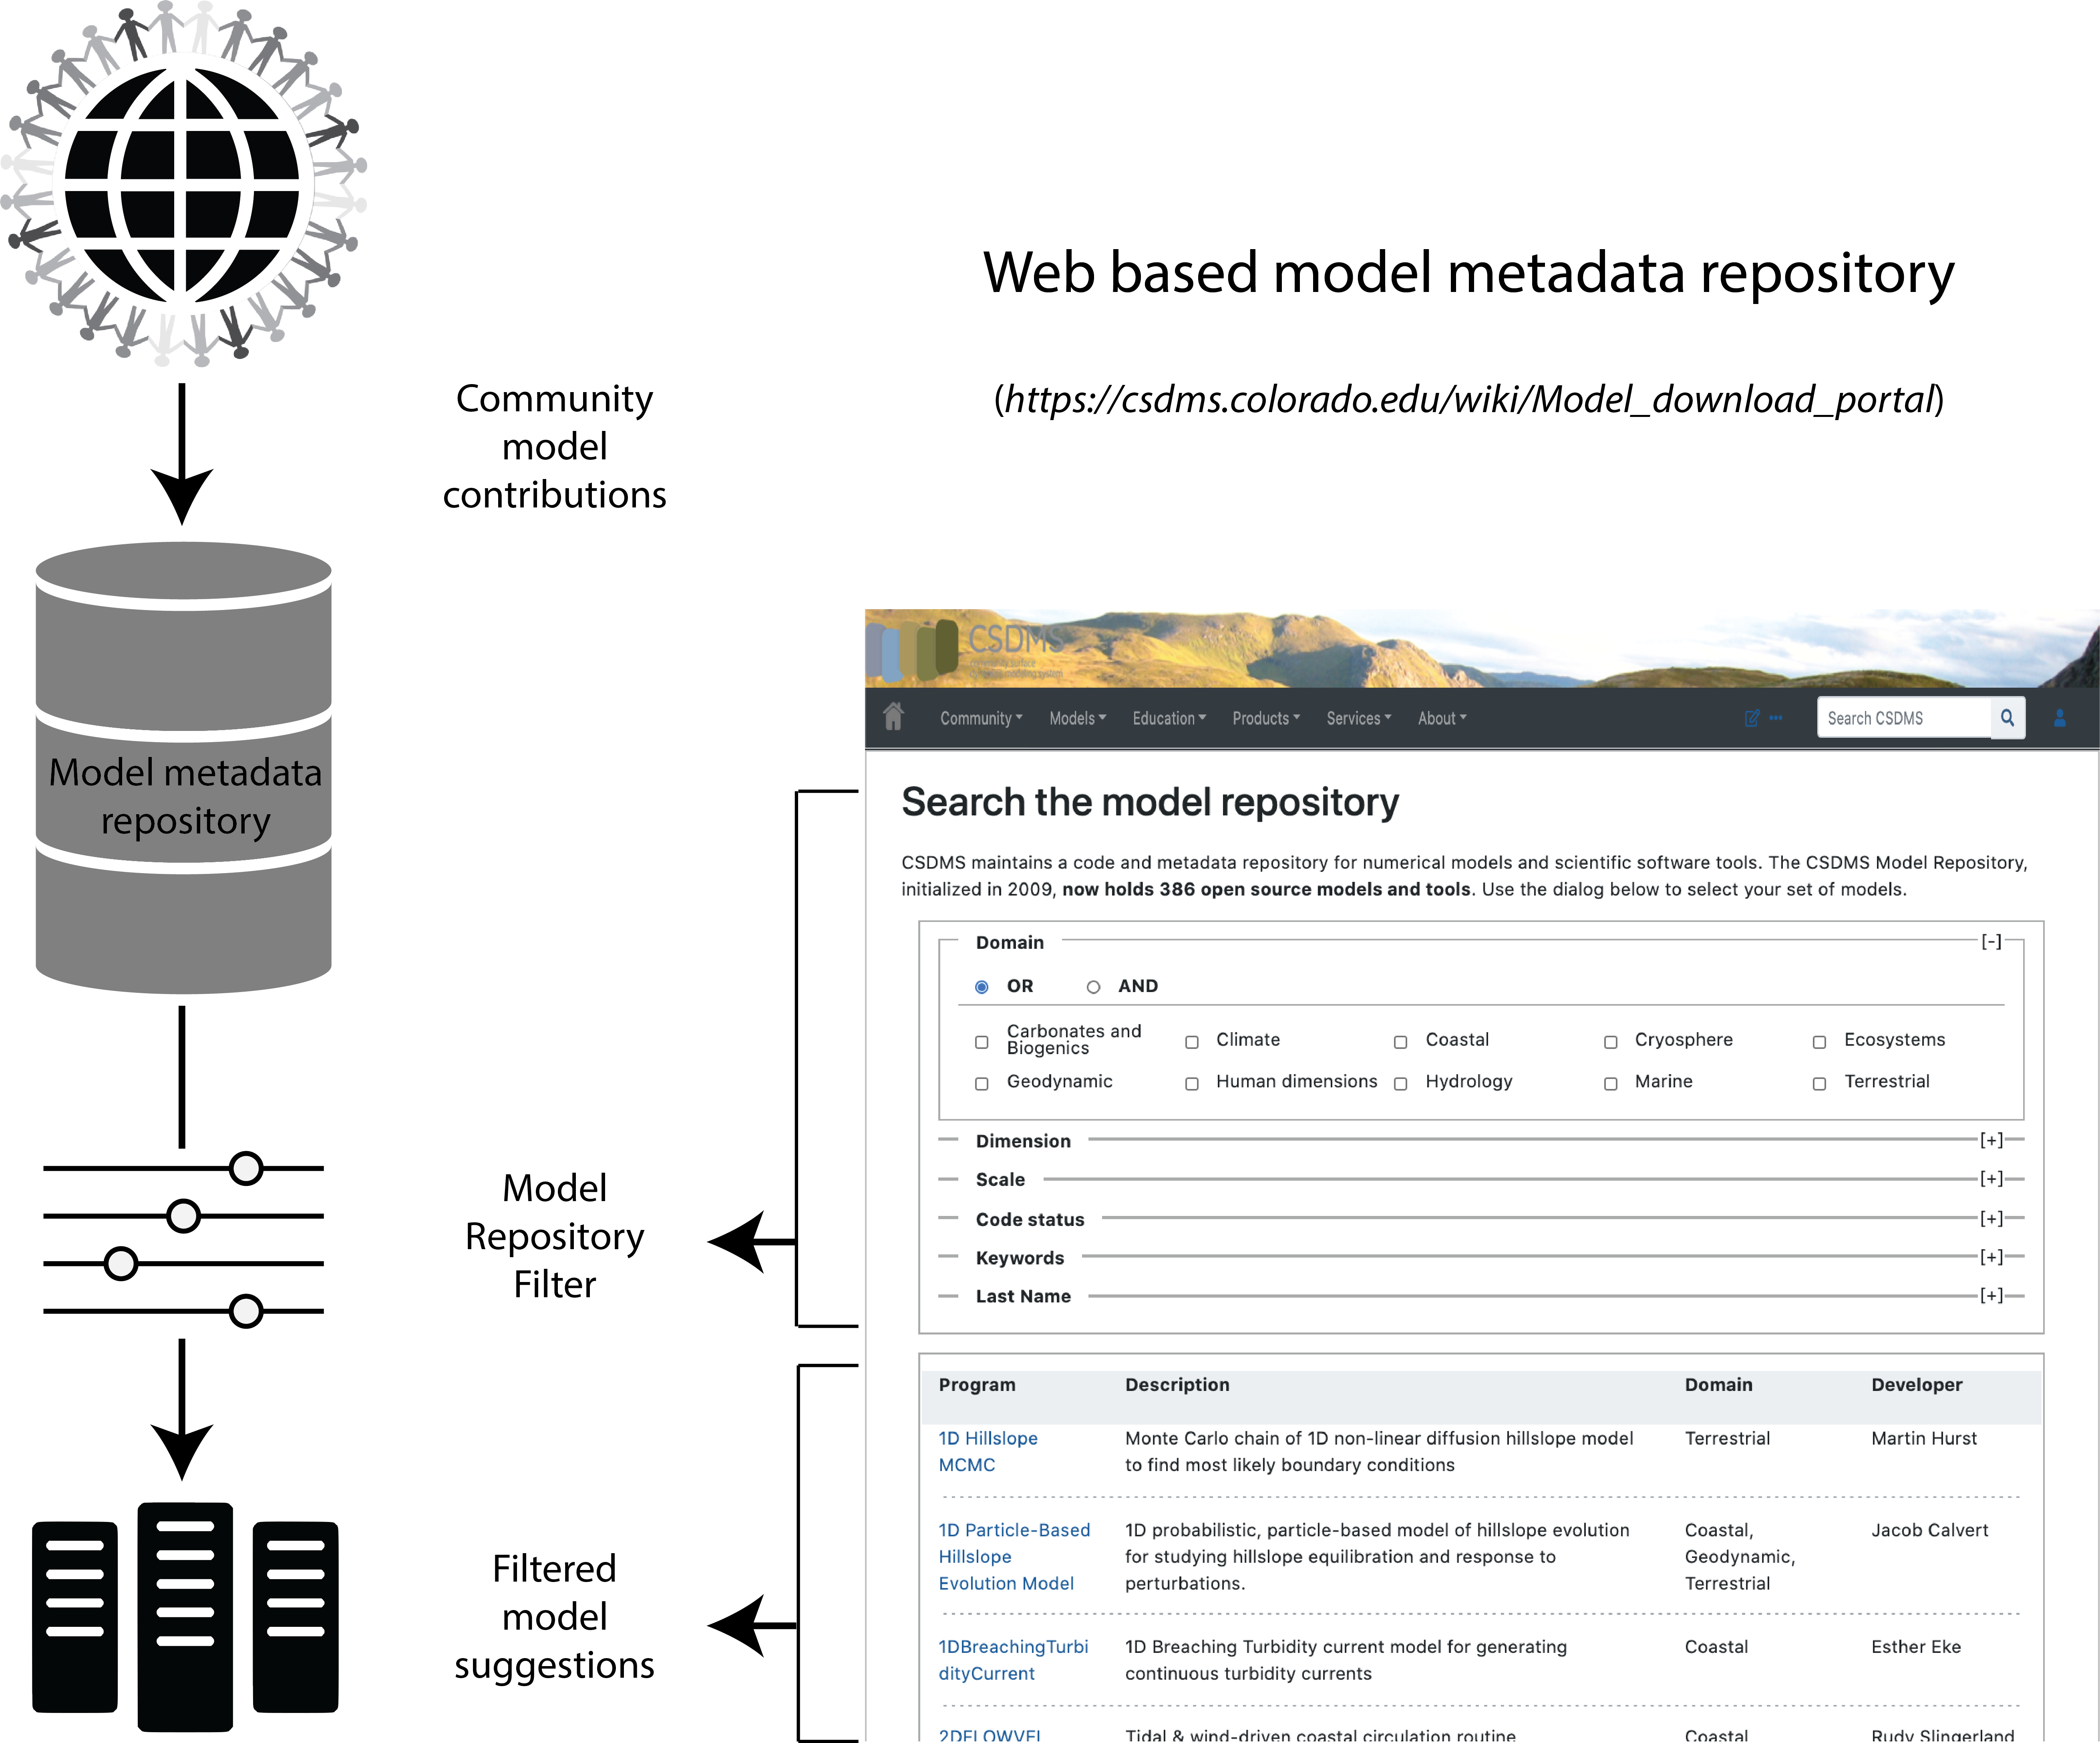 Web based model metadata repository
(https://csdms.colorado.edu/wiki/Model_download_portal)
Community
model
contributions
Model metadata
repository
Model
Repository
Filter
Filtered
model
suggestions
CSDMS
Community Models Education Products Services About Search CSDMS
Search the model repository
CSDMS maintains a code and metadata repository for numerical models and scientific software tools. The CSDMS Model Repository,
initialized in 2009, now holds 386 open source models and tools. Use the dialog below to select your set of models.
Domain [-]
OR AND
Carbonates and
Biogenics Climate Coastal Cryosphere Ecosystems
Geodynamic Human dimensions Hydrology Marine Terrestrial
Dimension [+]
Scale [+]
Code status [+]
Keywords [+]
Last Name [+]
Program Description Domain Developer
1D Hillslope Monte Carlo chain of 1D non-linear diffusion hillslope model Terrestrial Martin Hurst
MCMC to find most likely boundary conditions
1D Particle-Based 1D probabilistic, particle-based model of hillslope evolution Coastal, Jacob Calvert
Hillslope for studying hillslope equilibration and response to Geodynamic,
Evolution Model perturbations. Terrestrial
1DBreachingTurbi 1D Breaching Turbidity current model for generating Coastal Esther Eke
dityCurrent continuous turbidity currents
2DFLOWVEL Tidal & wind-driven coastal circulation routine Coastal Rudy Slingerland